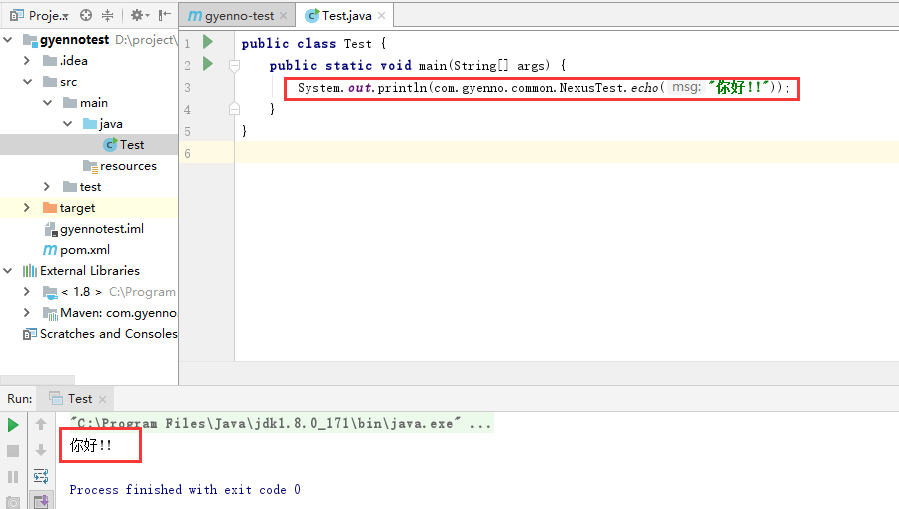 Proje..
gyenno-test
Test.java
gyennotest D:\project\
.idea
src
main
java
Test
resources
test
target
gyennotest.iml
pom.xml
External Libraries
< 1.8 > C:\Program
Maven: com.gyenno
Scratches and Consoles
1 public class Test {
2 public static void main(String[] args) {
3 System.out.println(com.gyenno.common.NexusTest.echo( msg: "你好!!"));
4 }
5 }
6
Run: Test
"C:\Program Files\Java\jdk1.8.0_171\bin\java.exe" ...
你好!!
Process finished with exit code 0